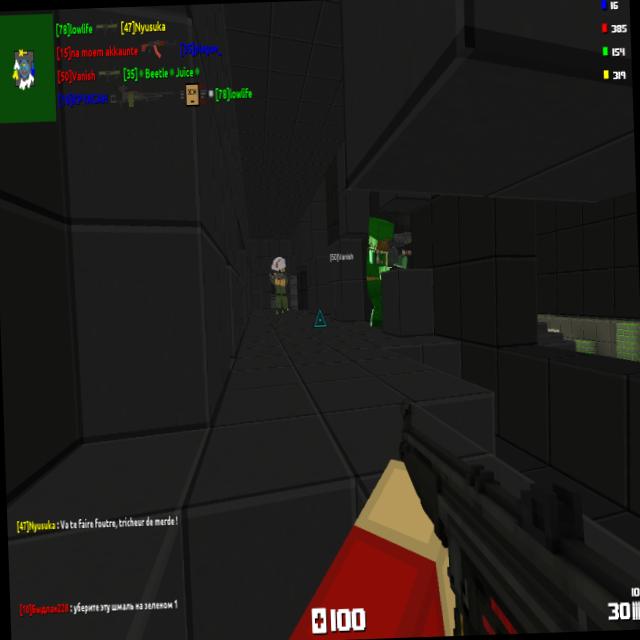 [78]lowlife [47]Nyusuka
[15]na moem akkaunte
[50]Vanish [35] * Beetle * Juice *
[78]lowlife
16
385
154
319
[50]Vanish
[47]Nyusuka : Va te faire foutre, tricheur de merde !
[10]Быдлан228 : уберите эту шмаль на зеленом 1
100
30